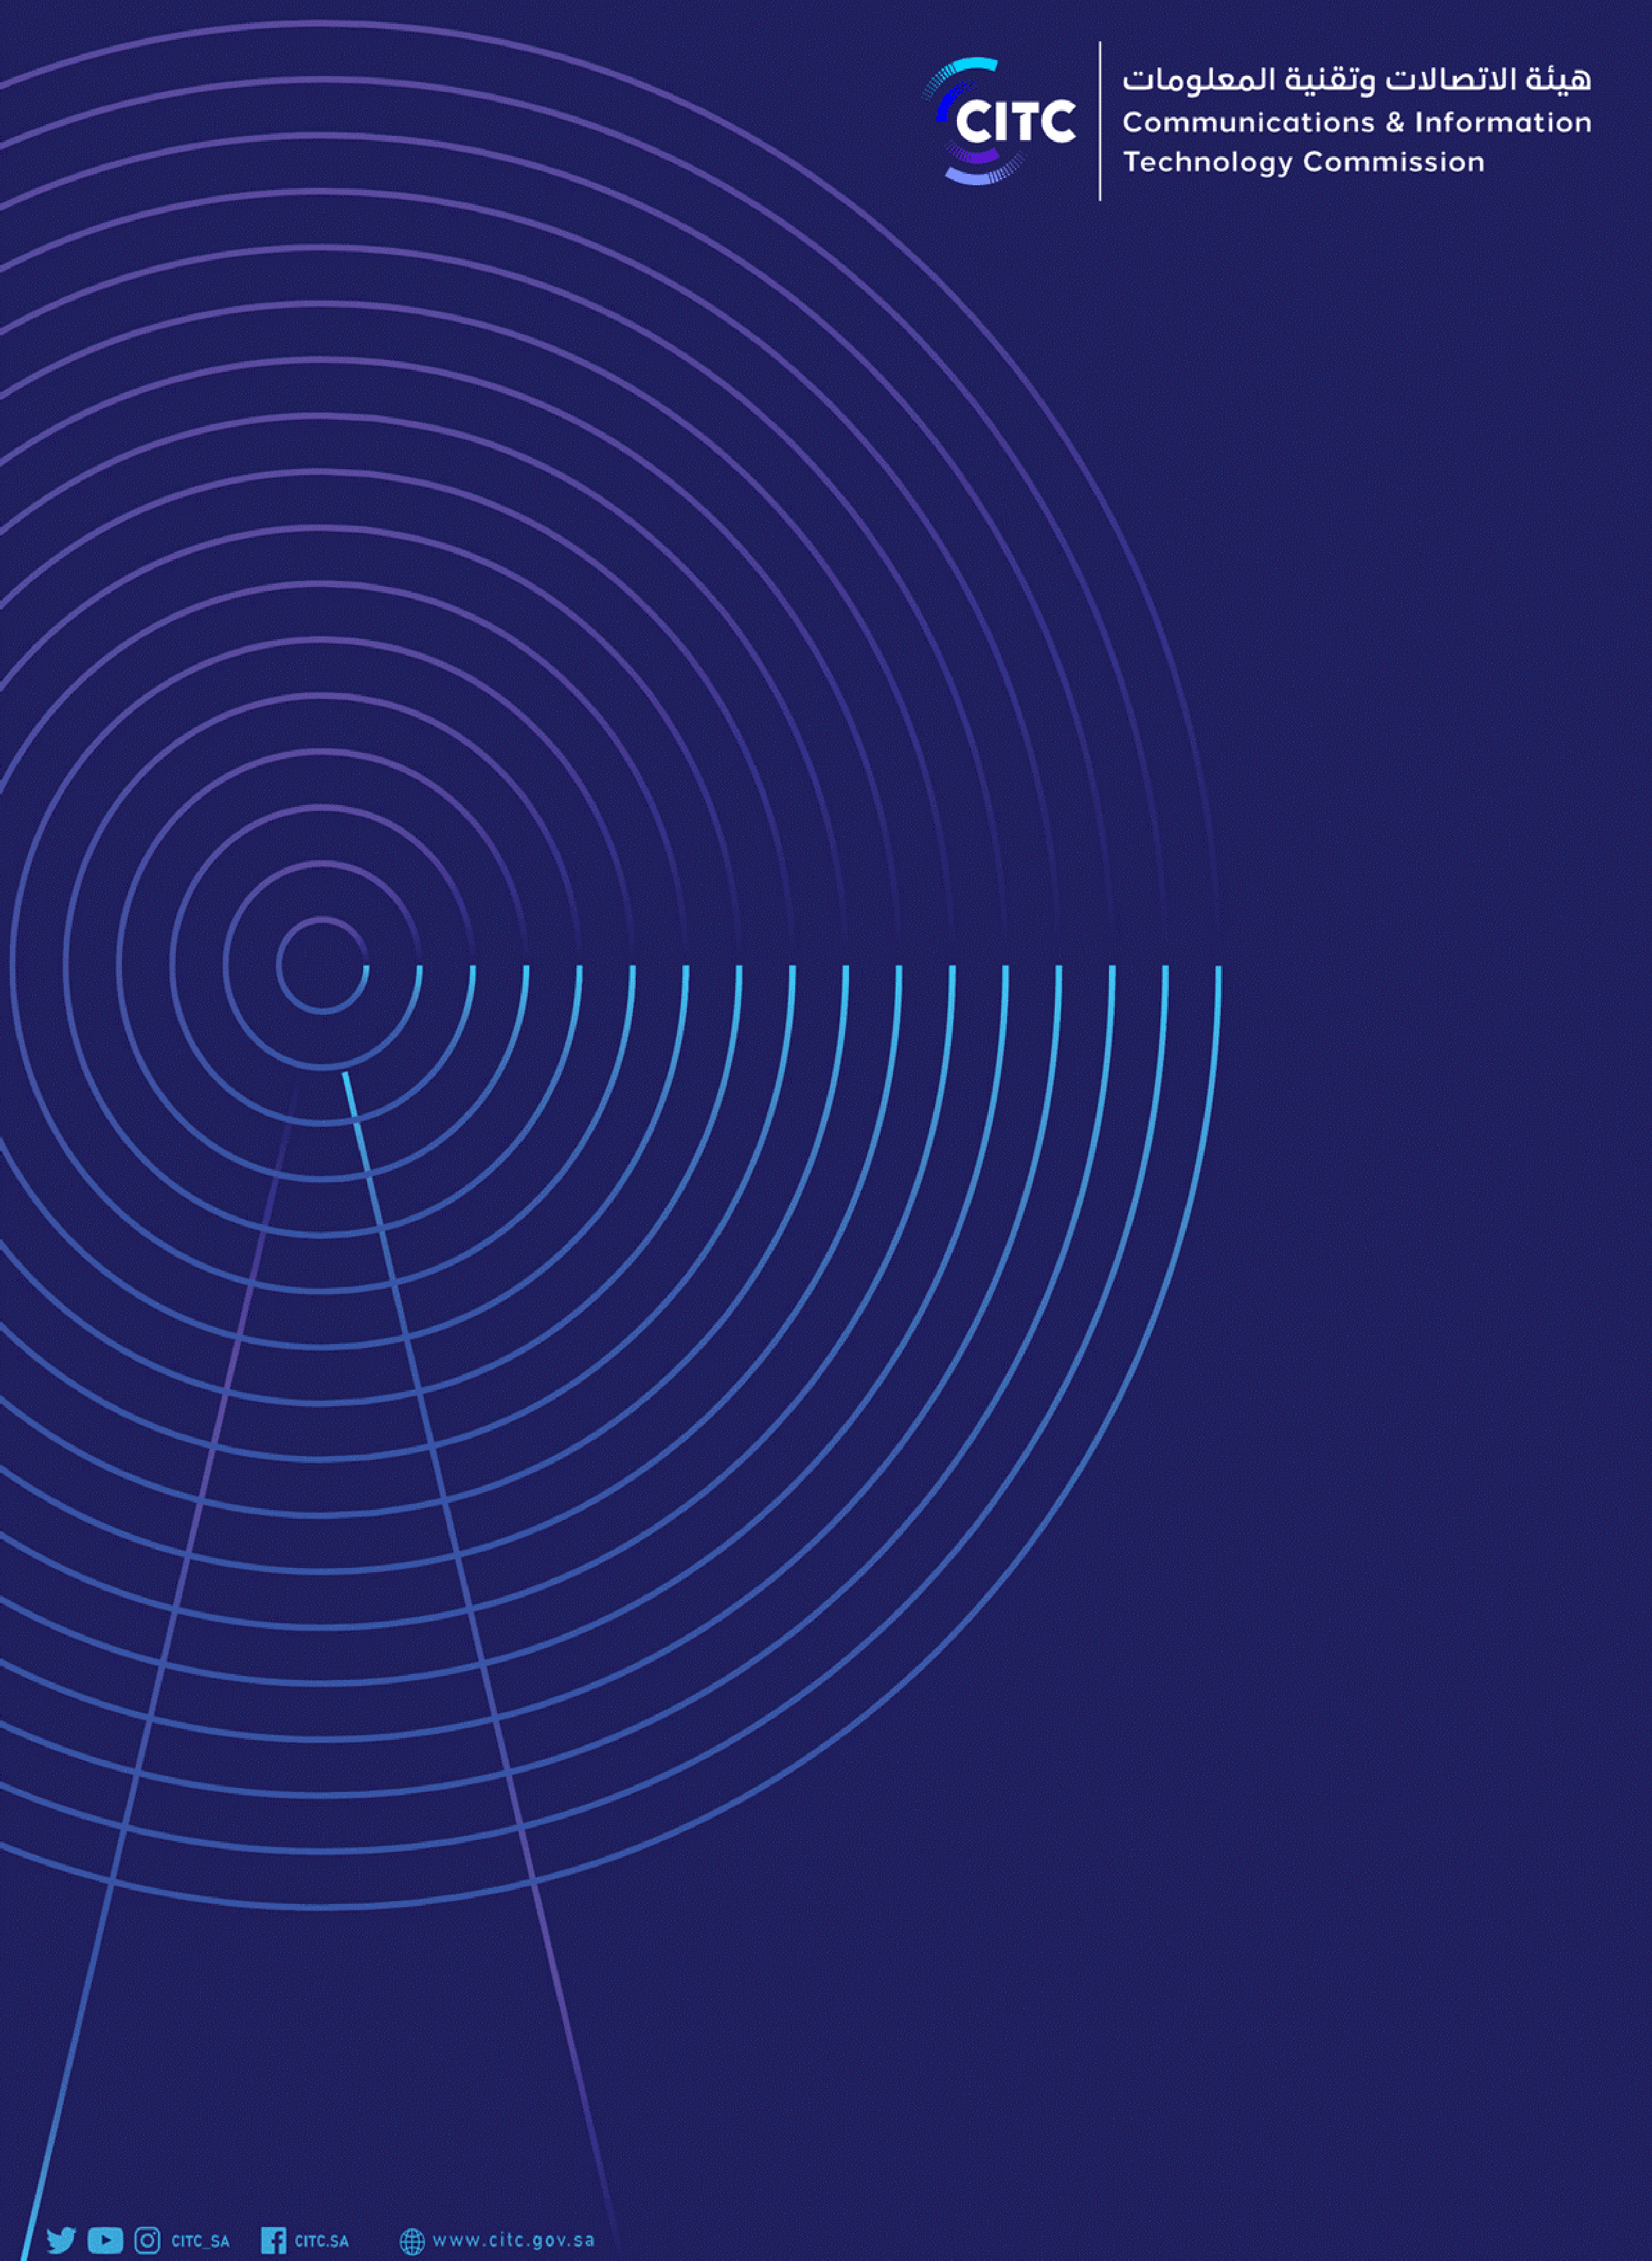 CITC
هيئة الاتصالات وتقنية المعلومات
Communications & Information
Technology Commission
CITC_SA CITC.SA www.citc.gov.sa